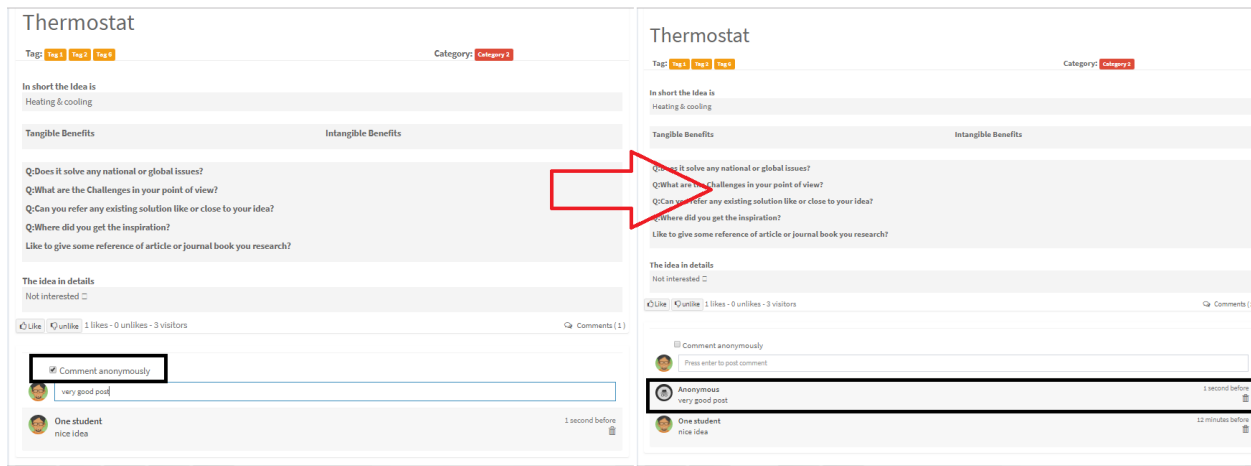 Thermostat
Tag: Tag 1 Tag 2 Tag 6
Category: Category 2
In short the Idea is
Heating & cooling
Tangible Benefits
Intangible Benefits
Q:Does it solve any national or global issues?
Q:What are the Challenges in your point of view?
Q:Can you refer any existing solution like or close to your idea?
Q:Where did you get the inspiration?
Like to give some reference of article or journal book you research?
The idea in details
Not interested
Like unlike 1 likes - 0 unlikes - 3 visitors
Comments ( 1 )
Comment anonymously
very good post
One student
1 second before
nice idea
Thermostat
Tag: Tag 1 Tag 2 Tag 6
Category: Category 2
In short the Idea is
Heating & cooling
Tangible Benefits
Intangible Benefits
Q:Does it solve any national or global issues?
Q:What are the Challenges in your point of view?
Q:Can you refer any existing solution like or close to your idea?
Q:Where did you get the inspiration?
Like to give some reference of article or journal book you research?
The idea in details
Not interested
Like unlike 1 likes - 0 unlikes - 3 visitors
Comments (
Comment anonymously
Press enter to post comment
Anonymous
1 second before
very good post
One student
12 minutes before
nice idea